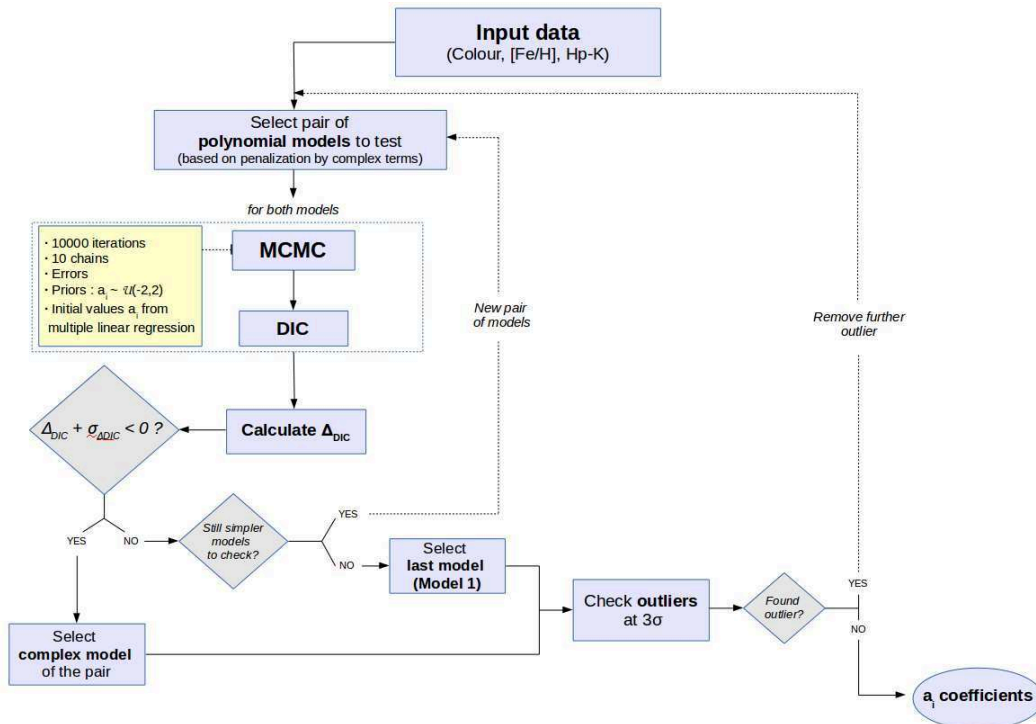 Input data
(Colour, [Fe/H], Hp-K)
Select pair of
polynomial models to test
(based on penalization by complex terms)
for both models
· 10000 iterations
· 10 chains
· Errors
· Priors : aᵢ ~ 𝒰(-2,2)
· Initial values aᵢ from
multiple linear regression
MCMC
DIC
New pair
of models
Remove further
outlier
Calculate Δ_DIC
Δ_DIC + σ_ΔDIC < 0 ?
YES
NO
Still simpler
models
to check?
YES
NO
Select
last model
(Model 1)
Select
complex model
of the pair
Check outliers
at 3σ
Found
outlier?
YES
NO
aᵢ coefficients